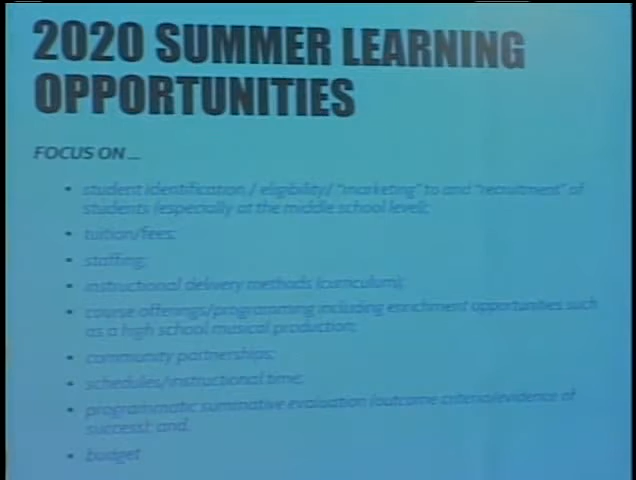 2020 SUMMER LEARNING
OPPORTUNITIES
FOCUS ON ...
• student identification / eligibility/ "marketing" to and "recruitment" of
students (especially at the middle school level);
• tuition/fees;
• staffing;
• instructional delivery methods (curriculum);
• course offerings/programming including enrichment opportunities such
as a high school musical production;
• community partnerships;
• schedules/instructional time;
• programmatic summative evaluation (outcome criteria/evidence of
success); and
• budget